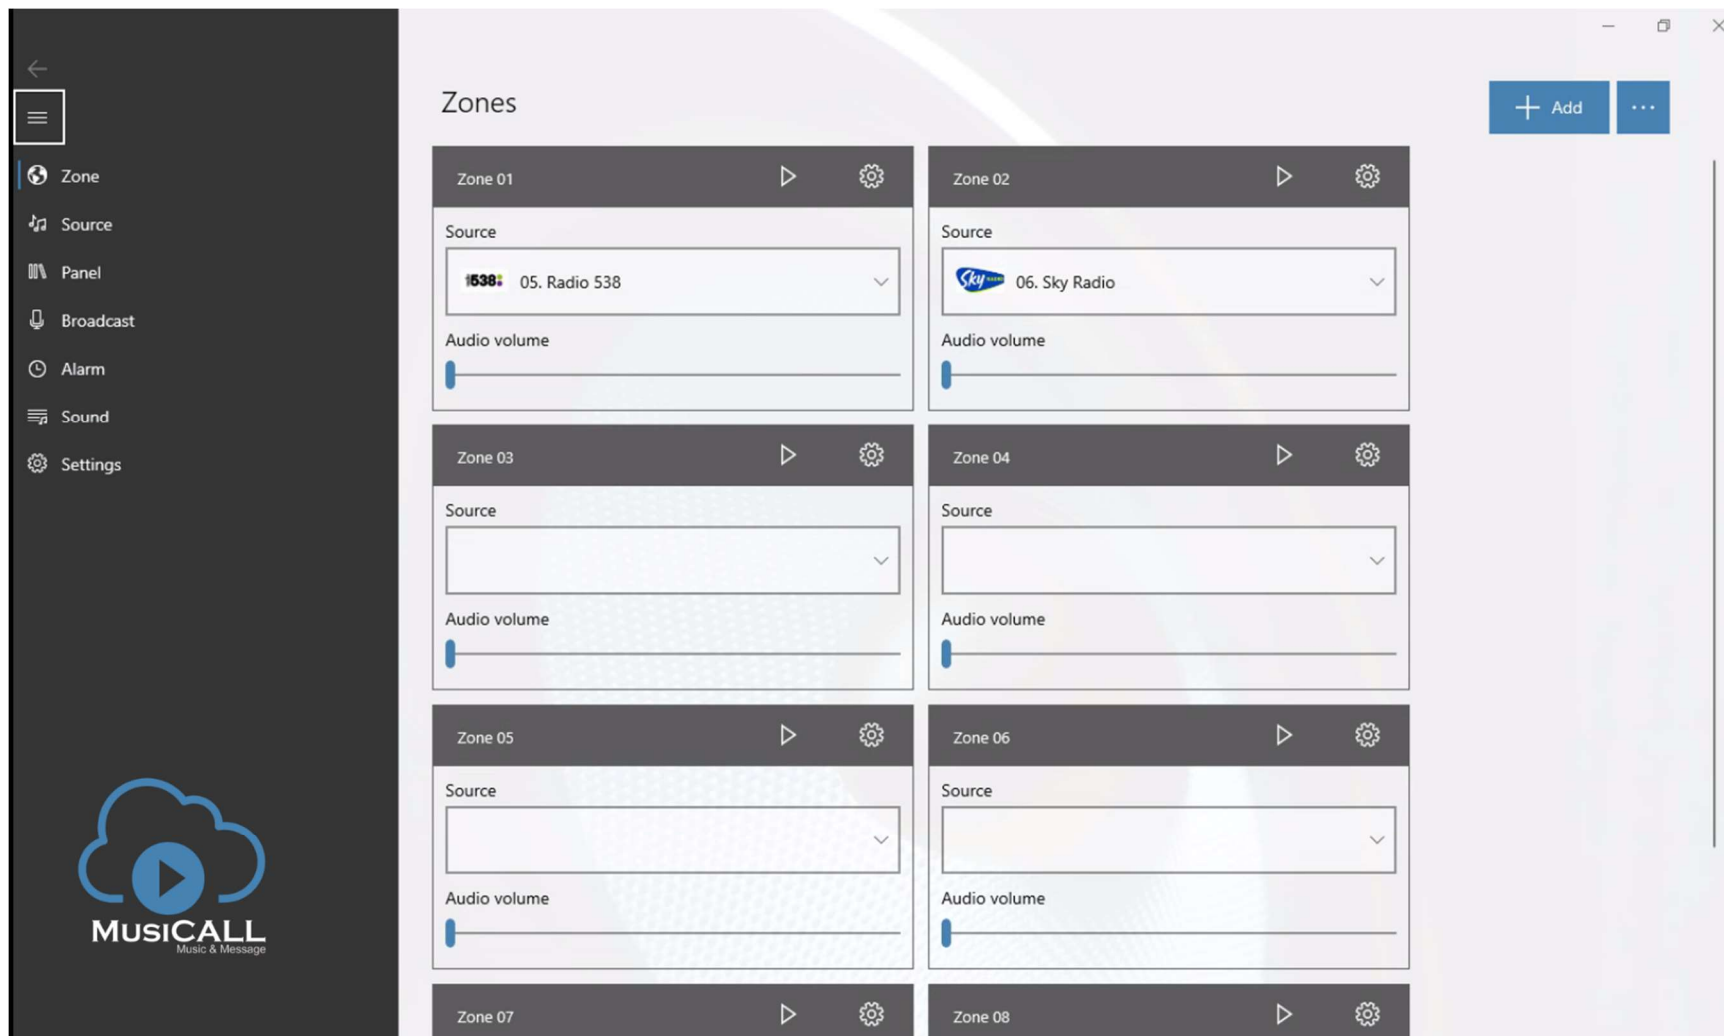 Zones
Add
Zone
Source
Panel
Broadcast
Alarm
Sound
Settings
MUSICALL
Music & Message
Zone 01
Source
538
05. Radio 538
Audio volume
Zone 02
Source
Sky
06. Sky Radio
Audio volume
Zone 03
Source
Audio volume
Zone 04
Source
Audio volume
Zone 05
Source
Audio volume
Zone 06
Source
Audio volume
Zone 07
Zone 08